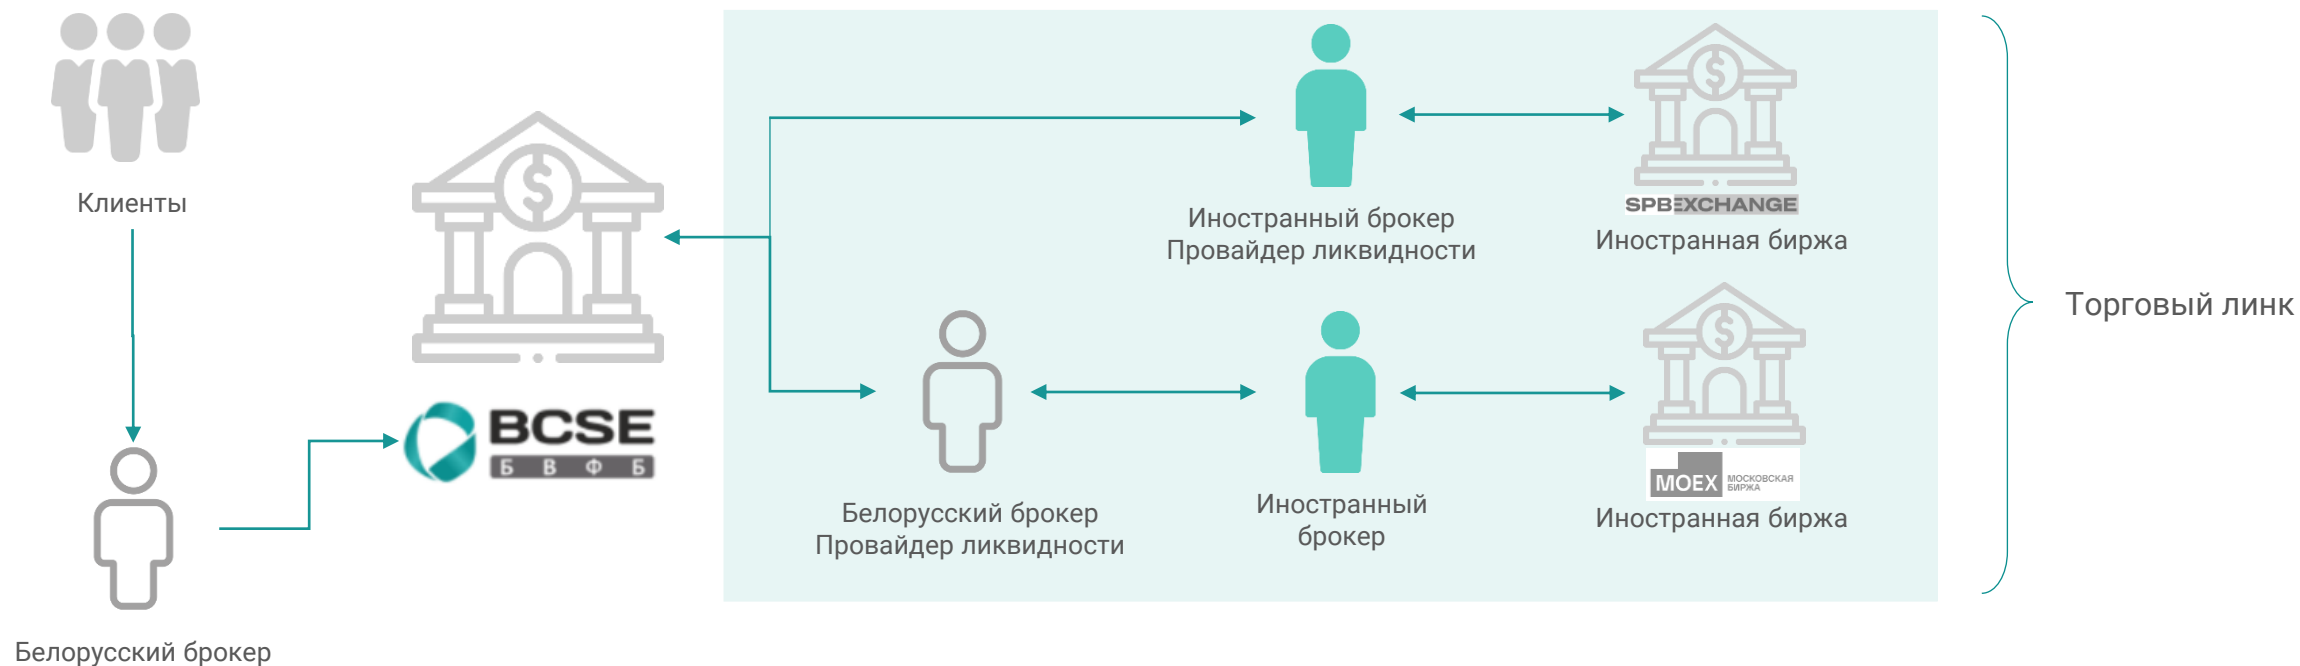 Клиенты
Белорусский брокер
BCSE
БВФБ
Иностранный брокер
Провайдер ликвидности
SPBEXCHANGE
Иностранная биржа
Белорусский брокер
Провайдер ликвидности
Иностранный
брокер
MOEX МОСКОВСКАЯ
БИРЖА
Иностранная биржа
Торговый линк